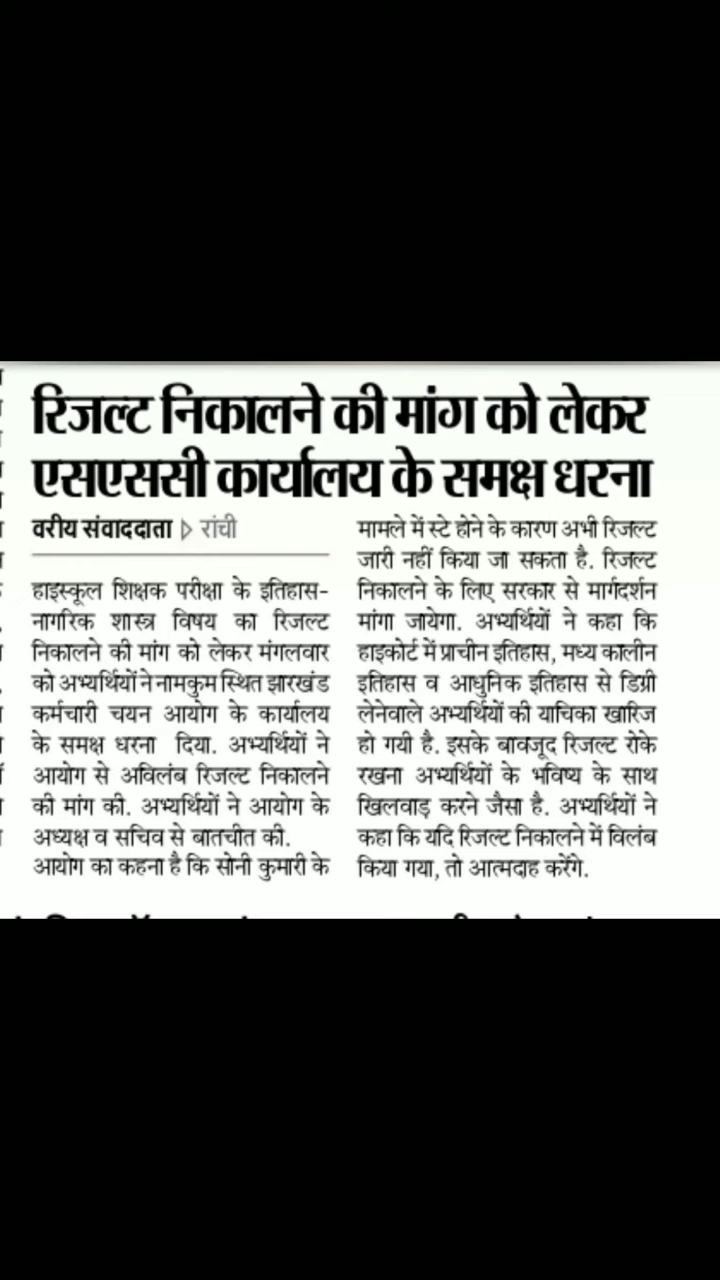 रिजल्ट निकालने की मांग को लेकर
एसएससी कार्यालय के समक्ष धरना
वरीय संवाददाता ▷ रांची
हाइस्कूल शिक्षक परीक्षा के इतिहास-
नागरिक शास्त्र विषय का रिजल्ट
निकालने की मांग को लेकर मंगलवार
को अभ्यर्थियों ने नामकुम स्थित झारखंड
कर्मचारी चयन आयोग के कार्यालय
के समक्ष धरना दिया. अभ्यर्थियों ने
आयोग से अविलंब रिजल्ट निकालने
की मांग की. अभ्यर्थियों ने आयोग के
अध्यक्ष व सचिव से बातचीत की.
आयोग का कहना है कि सोनी कुमारी के
मामले में स्टे होने के कारण अभी रिजल्ट
जारी नहीं किया जा सकता है. रिजल्ट
निकालने के लिए सरकार से मार्गदर्शन
मांगा जायेगा. अभ्यर्थियों ने कहा कि
हाइकोर्ट में प्राचीन इतिहास, मध्य कालीन
इतिहास व आधुनिक इतिहास से डिग्री
लेनेवाले अभ्यर्थियों की याचिका खारिज
हो गयी है. इसके बावजूद रिजल्ट रोके
रखना अभ्यर्थियों के भविष्य के साथ
खिलवाड़ करने जैसा है. अभ्यर्थियों ने
कहा कि यदि रिजल्ट निकालने में विलंब
किया गया, तो आत्मदाह करेंगे.